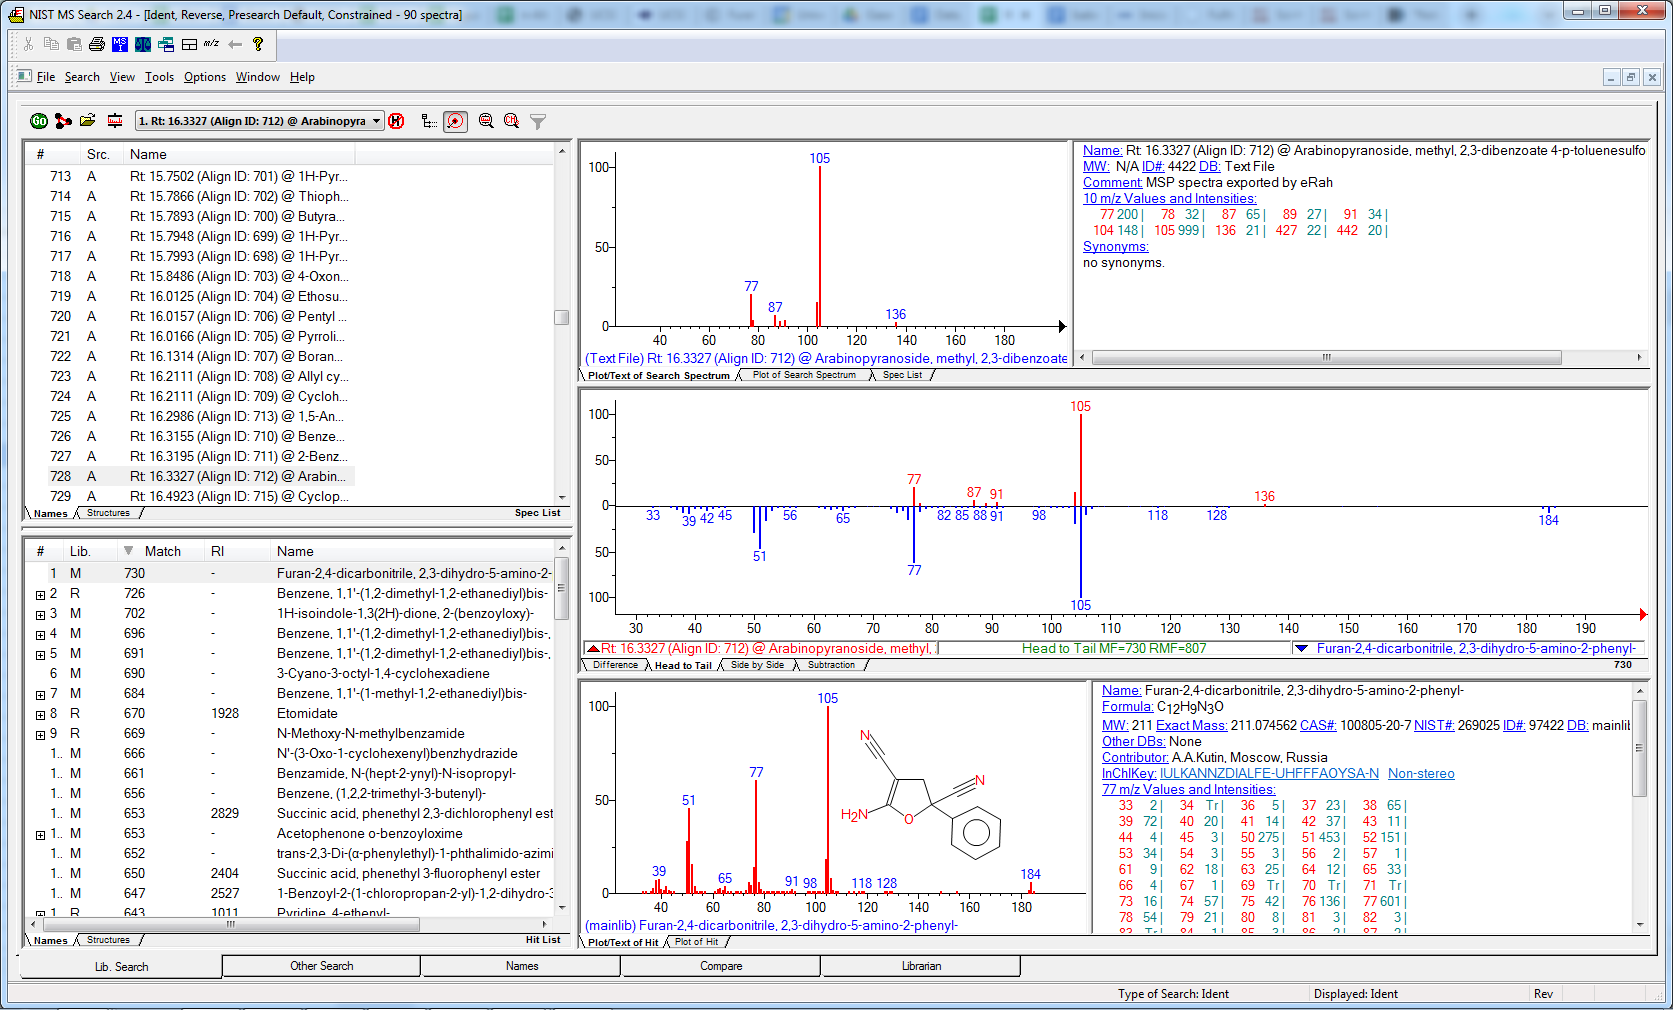 NIST MS Search 2.4 - [Ident, Reverse, Presearch Default, Constrained - 90 spectra]
File Search View Tools Options Window Help
1. Rt: 16.3327 (Align ID: 712) @ Arabinopyra
# Src. Name
713 A Rt: 15.7502 (Align ID: 701) @ 1H-Pyr...
714 A Rt: 15.7866 (Align ID: 702) @ Thioph...
715 A Rt: 15.7893 (Align ID: 700) @ Butyra...
716 A Rt: 15.7948 (Align ID: 699) @ 1H-Pyr...
717 A Rt: 15.7993 (Align ID: 698) @ 1H-Pyr...
718 A Rt: 15.8486 (Align ID: 703) @ 4-Oxon...
719 A Rt: 16.0125 (Align ID: 704) @ Ethosu...
720 A Rt: 16.0157 (Align ID: 706) @ Pentyl ...
721 A Rt: 16.0166 (Align ID: 705) @ Pyrroli...
722 A Rt: 16.1314 (Align ID: 707) @ Boran...
723 A Rt: 16.2111 (Align ID: 708) @ Allyl cy...
724 A Rt: 16.2111 (Align ID: 709) @ Cycloh...
725 A Rt: 16.2986 (Align ID: 713) @ 1,5-An...
726 A Rt: 16.3155 (Align ID: 710) @ Benze...
727 A Rt: 16.3195 (Align ID: 711) @ 2-Benz...
728 A Rt: 16.3327 (Align ID: 712) @ Arabin...
729 A Rt: 16.4923 (Align ID: 715) @ Cyclop...
Names Structures Spec List
# Lib. Match RI Name
1 M 730 - Furan-2,4-dicarbonitrile, 2,3-dihydro-5-amino-2-
2 R 726 - Benzene, 1,1'-(1,2-dimethyl-1,2-ethanediyl)bis-
3 M 702 - 1H-isoindole-1,3(2H)-dione, 2-(benzoyloxy)-
4 M 696 - Benzene, 1,1'-(1,2-dimethyl-1,2-ethanediyl)bis-,
5 M 691 - Benzene, 1,1'-(1,2-dimethyl-1,2-ethanediyl)bis-,
6 M 690 - 3-Cyano-3-octyl-1,4-cyclohexadiene
7 M 684 - Benzene, 1,1'-(1-methyl-1,2-ethanediyl)bis-
8 R 670 1928 Etomidate
9 R 669 - N-Methoxy-N-methylbenzamide
1.. M 666 - N'-(3-Oxo-1-cyclohexenyl)benzhydrazide
1.. M 661 - Benzamide, N-(hept-2-ynyl)-N-isopropyl-
1.. M 656 - Benzene, (1,2,2-trimethyl-3-butenyl)-
1.. M 653 2829 Succinic acid, phenethyl 2,3-dichlorophenyl est
1.. M 653 - Acetophenone o-benzoyloxime
1.. M 652 - trans-2,3-Di-(α-phenylethyl)-1-phthalimido-azimi
1.. M 650 2404 Succinic acid, phenethyl 3-fluorophenyl ester
1.. M 647 2527 1-Benzoyl-2-(1-chloropropan-2-yl)-1,2-dihydro-3
1. R 643 1011 Pyridine, 4-ethenyl-
Names Structures Hit List
100
50
0
105
77
87
136
40 60 80 100 120 140 160 180
(Text File) Rt: 16.3327 (Align ID: 712) @ Arabinopyranoside, methyl, 2,3-dibenzoate
Plot/Text of Search Spectrum Plot of Search Spectrum Spec List
Name: Rt: 16.3327 (Align ID: 712) @ Arabinopyranoside, methyl, 2,3-dibenzoate 4-p-toluenesulfo
MW: N/A ID#: 4422 DB: Text File
Comment: MSP spectra exported by eRah
10 m/z Values and Intensities:
77 200 | 78 32 | 87 65 | 89 27 | 91 34 |
104 148 | 105 999 | 136 21 | 427 22 | 442 20 |
Synonyms:
no synonyms.
100
50
0
50
100
105
77
87 91
136
33 39 42 45 56 65 82 85 88 91 98 118 128 184
51
77
105
30 40 50 60 70 80 90 100 110 120 130 140 150 160 170 180 190
Rt: 16.3327 (Align ID: 712) @ Arabinopyranoside, methyl, Head to Tail MF=730 RMF=807 Furan-2,4-dicarbonitrile, 2,3-dihydro-5-amino-2-phenyl-
Difference Head to Tail Side by Side Subtraction 730
100
50
0
105
77
51
39 65 91 98 118 128 184
N
N
H2N
O
40 60 80 100 120 140 160 180
(mainlib) Furan-2,4-dicarbonitrile, 2,3-dihydro-5-amino-2-phenyl-
Plot/Text of Hit Plot of Hit
Name: Furan-2,4-dicarbonitrile, 2,3-dihydro-5-amino-2-phenyl-
Formula: C12H9N3O
MW: 211 Exact Mass: 211.074562 CAS#: 100805-20-7 NIST#: 269025 ID#: 97422 DB: mainlib
Other DBs: None
Contributor: A.A.Kutin, Moscow, Russia
InChIKey: IULKANNZDIALFE-UHFFFAOYSA-N Non-stereo
77 m/z Values and Intensities:
33 2 | 34 Tr | 36 5 | 37 23 | 38 65 |
39 72 | 40 20 | 41 14 | 42 37 | 43 11 |
44 4 | 45 3 | 50 275 | 51 453 | 52 151 |
53 34 | 54 3 | 55 3 | 56 2 | 57 1 |
61 9 | 62 18 | 63 25 | 64 12 | 65 33 |
66 4 | 67 1 | 69 Tr | 70 Tr | 71 Tr |
73 16 | 74 57 | 75 42 | 76 136 | 77 601 |
78 54 | 79 21 | 80 8 | 81 3 | 82 3 |
83 Tr | 84 1 | 85 3 | 86 2 | 87 2 |
Lib. Search Other Search Names Compare Librarian
Type of Search: Ident Displayed: Ident Rev